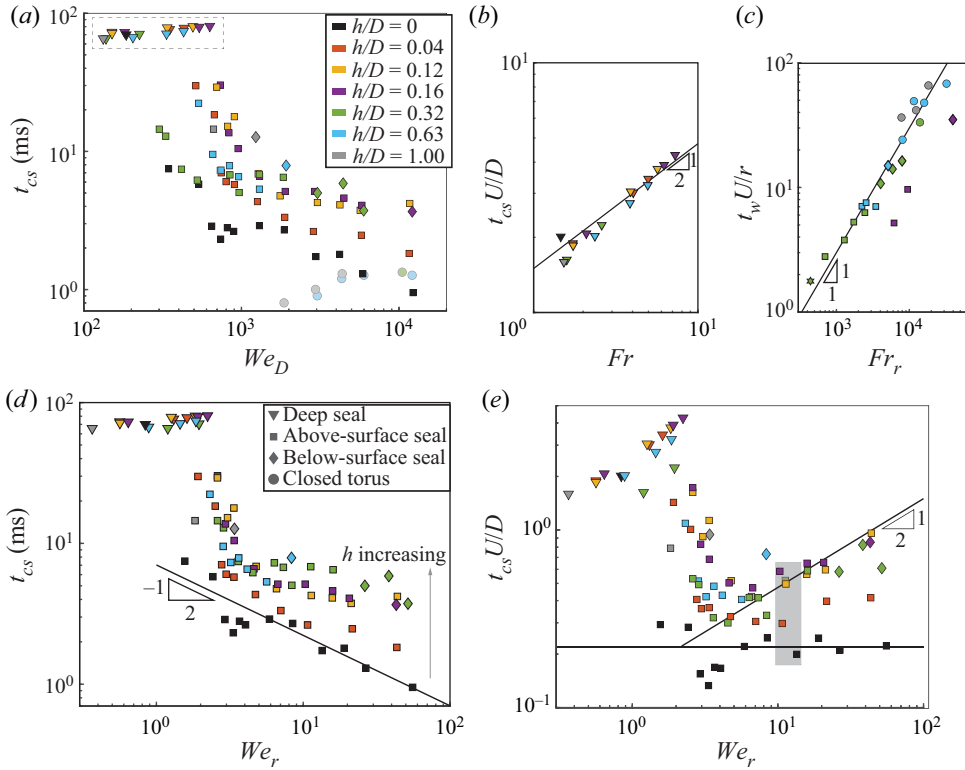 (a)
t_cs (ms)
10^2
10^1
10^0
10^2
10^3
10^4
We_D
h/D = 0
h/D = 0.04
h/D = 0.12
h/D = 0.16
h/D = 0.32
h/D = 0.63
h/D = 1.00
(b)
t_cs U/D
10^1
10^0
10^1
Fr
1
2
(c)
t_w U/r
10^2
10^1
10^0
10^3
10^4
Fr_r
1
1
(d)
t_cs (ms)
10^2
10^1
10^0
10^0
10^1
10^2
We_r
Deep seal
Above-surface seal
Below-surface seal
Closed torus
h increasing
−1
2
(e)
t_cs U/D
10^0
10^-1
10^0
10^1
10^2
We_r
1
2